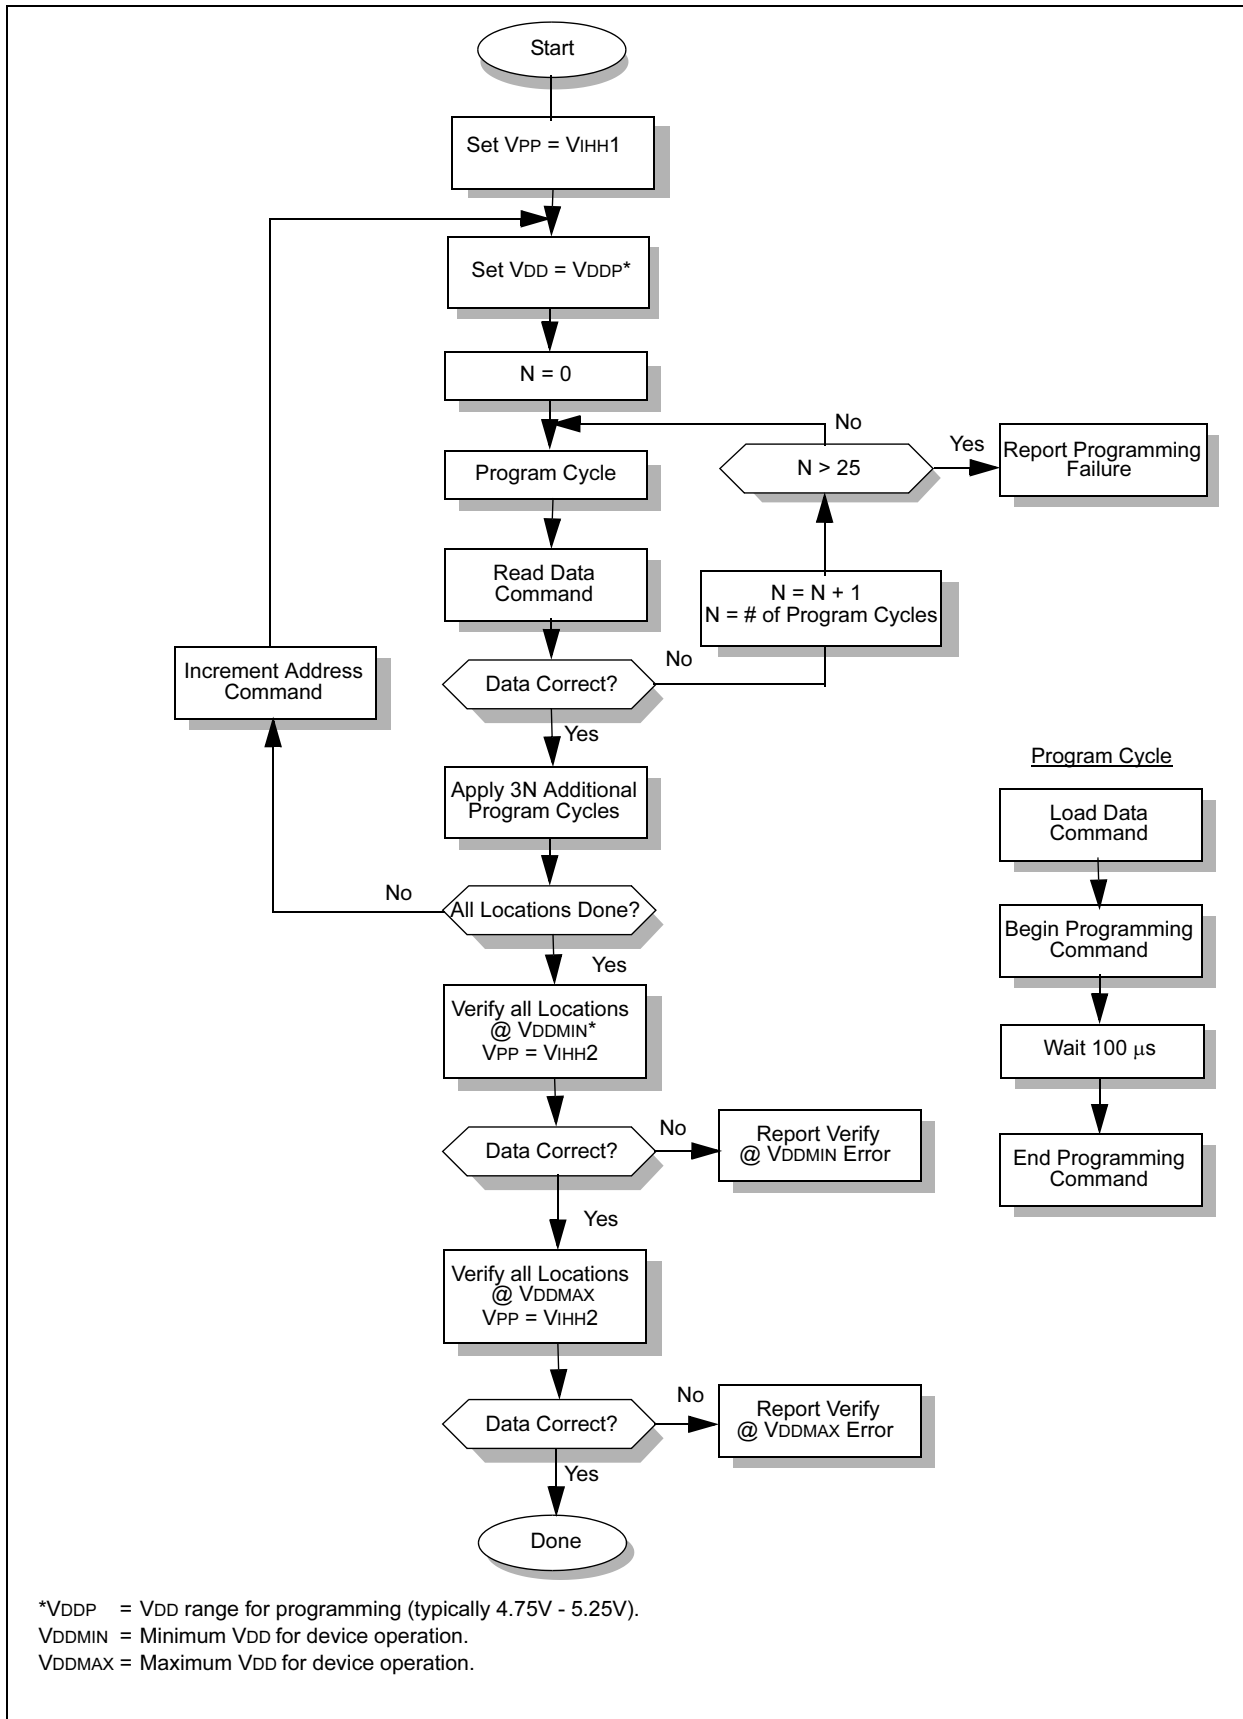 Start
Set VPP = VIHH1
Set VDD = VDDP*
N = 0
No
Program Cycle
N > 25
Yes
Report Programming
Failure
Read Data
Command
N = N + 1
N = # of Program Cycles
Increment Address
Command
Data Correct?
No
Yes
Apply 3N Additional
Program Cycles
No
All Locations Done?
Yes
Verify all Locations
@ VDDMIN*
VPP = VIHH2
Data Correct?
No
Report Verify
@ VDDMIN Error
Yes
Verify all Locations
@ VDDMAX
VPP = VIHH2
Data Correct?
No
Report Verify
@ VDDMAX Error
Yes
Done
Program Cycle
Load Data
Command
Begin Programming
Command
Wait 100 μs
End Programming
Command
*VDDP = VDD range for programming (typically 4.75V - 5.25V).
VDDMIN = Minimum VDD for device operation.
VDDMAX = Maximum VDD for device operation.